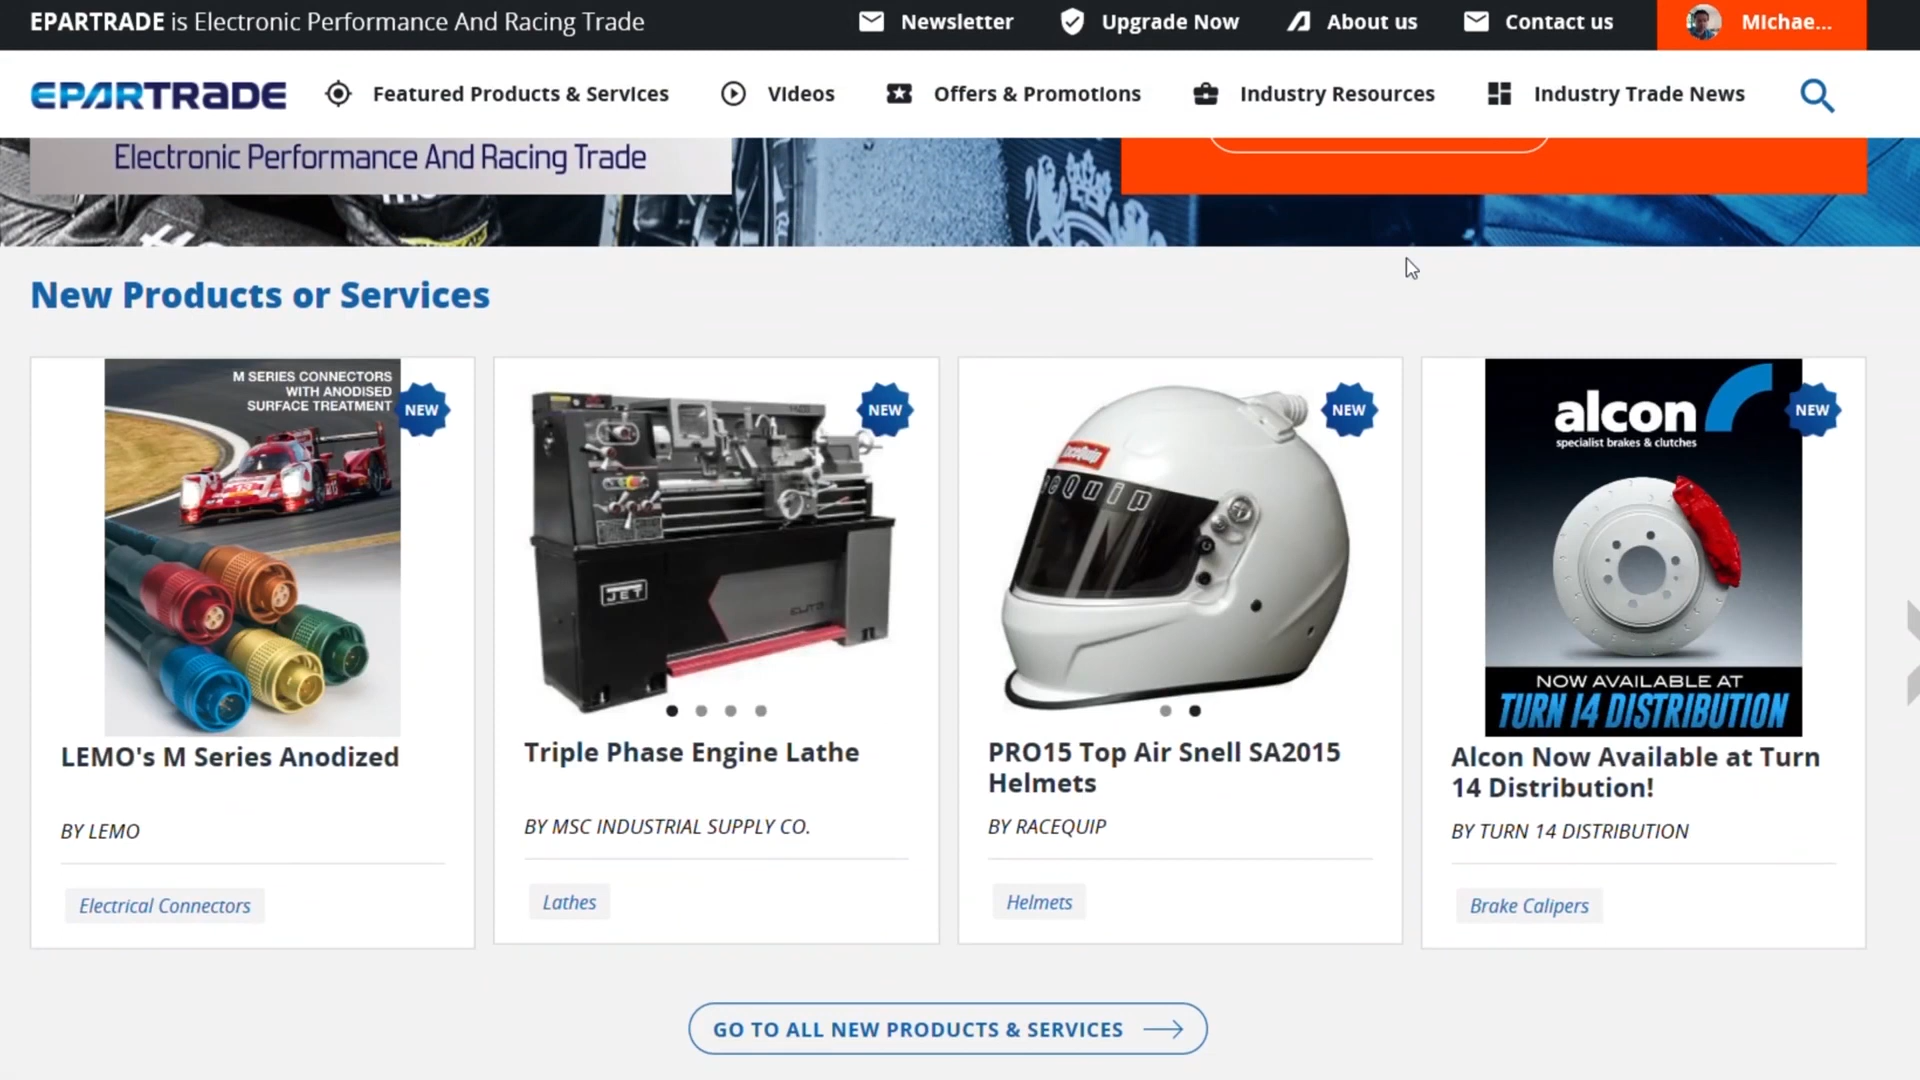 EPARTRADE is Electronic Performance And Racing Trade
Newsletter
Upgrade Now
About us
Contact us
MIchae...
EPARTRADE
Featured Products & Services
Videos
Offers & Promotions
Industry Resources
Industry Trade News
Electronic Performance And Racing Trade
New Products or Services
M SERIES CONNECTORS
WITH ANODISED
SURFACE TREATMENT
NEW
LEMO's M Series Anodized
BY LEMO
Electrical Connectors
NEW
JET
ELITE
Triple Phase Engine Lathe
BY MSC INDUSTRIAL SUPPLY CO.
Lathes
NEW
RaceQuip
eQuip
PRO15 Top Air Snell SA2015
Helmets
BY RACEQUIP
Helmets
alcon
specialist brakes & clutches
NEW
NOW AVAILABLE AT
TURN 14 DISTRIBUTION
Alcon Now Available at Turn
14 Distribution!
BY TURN 14 DISTRIBUTION
Brake Calipers
GO TO ALL NEW PRODUCTS & SERVICES